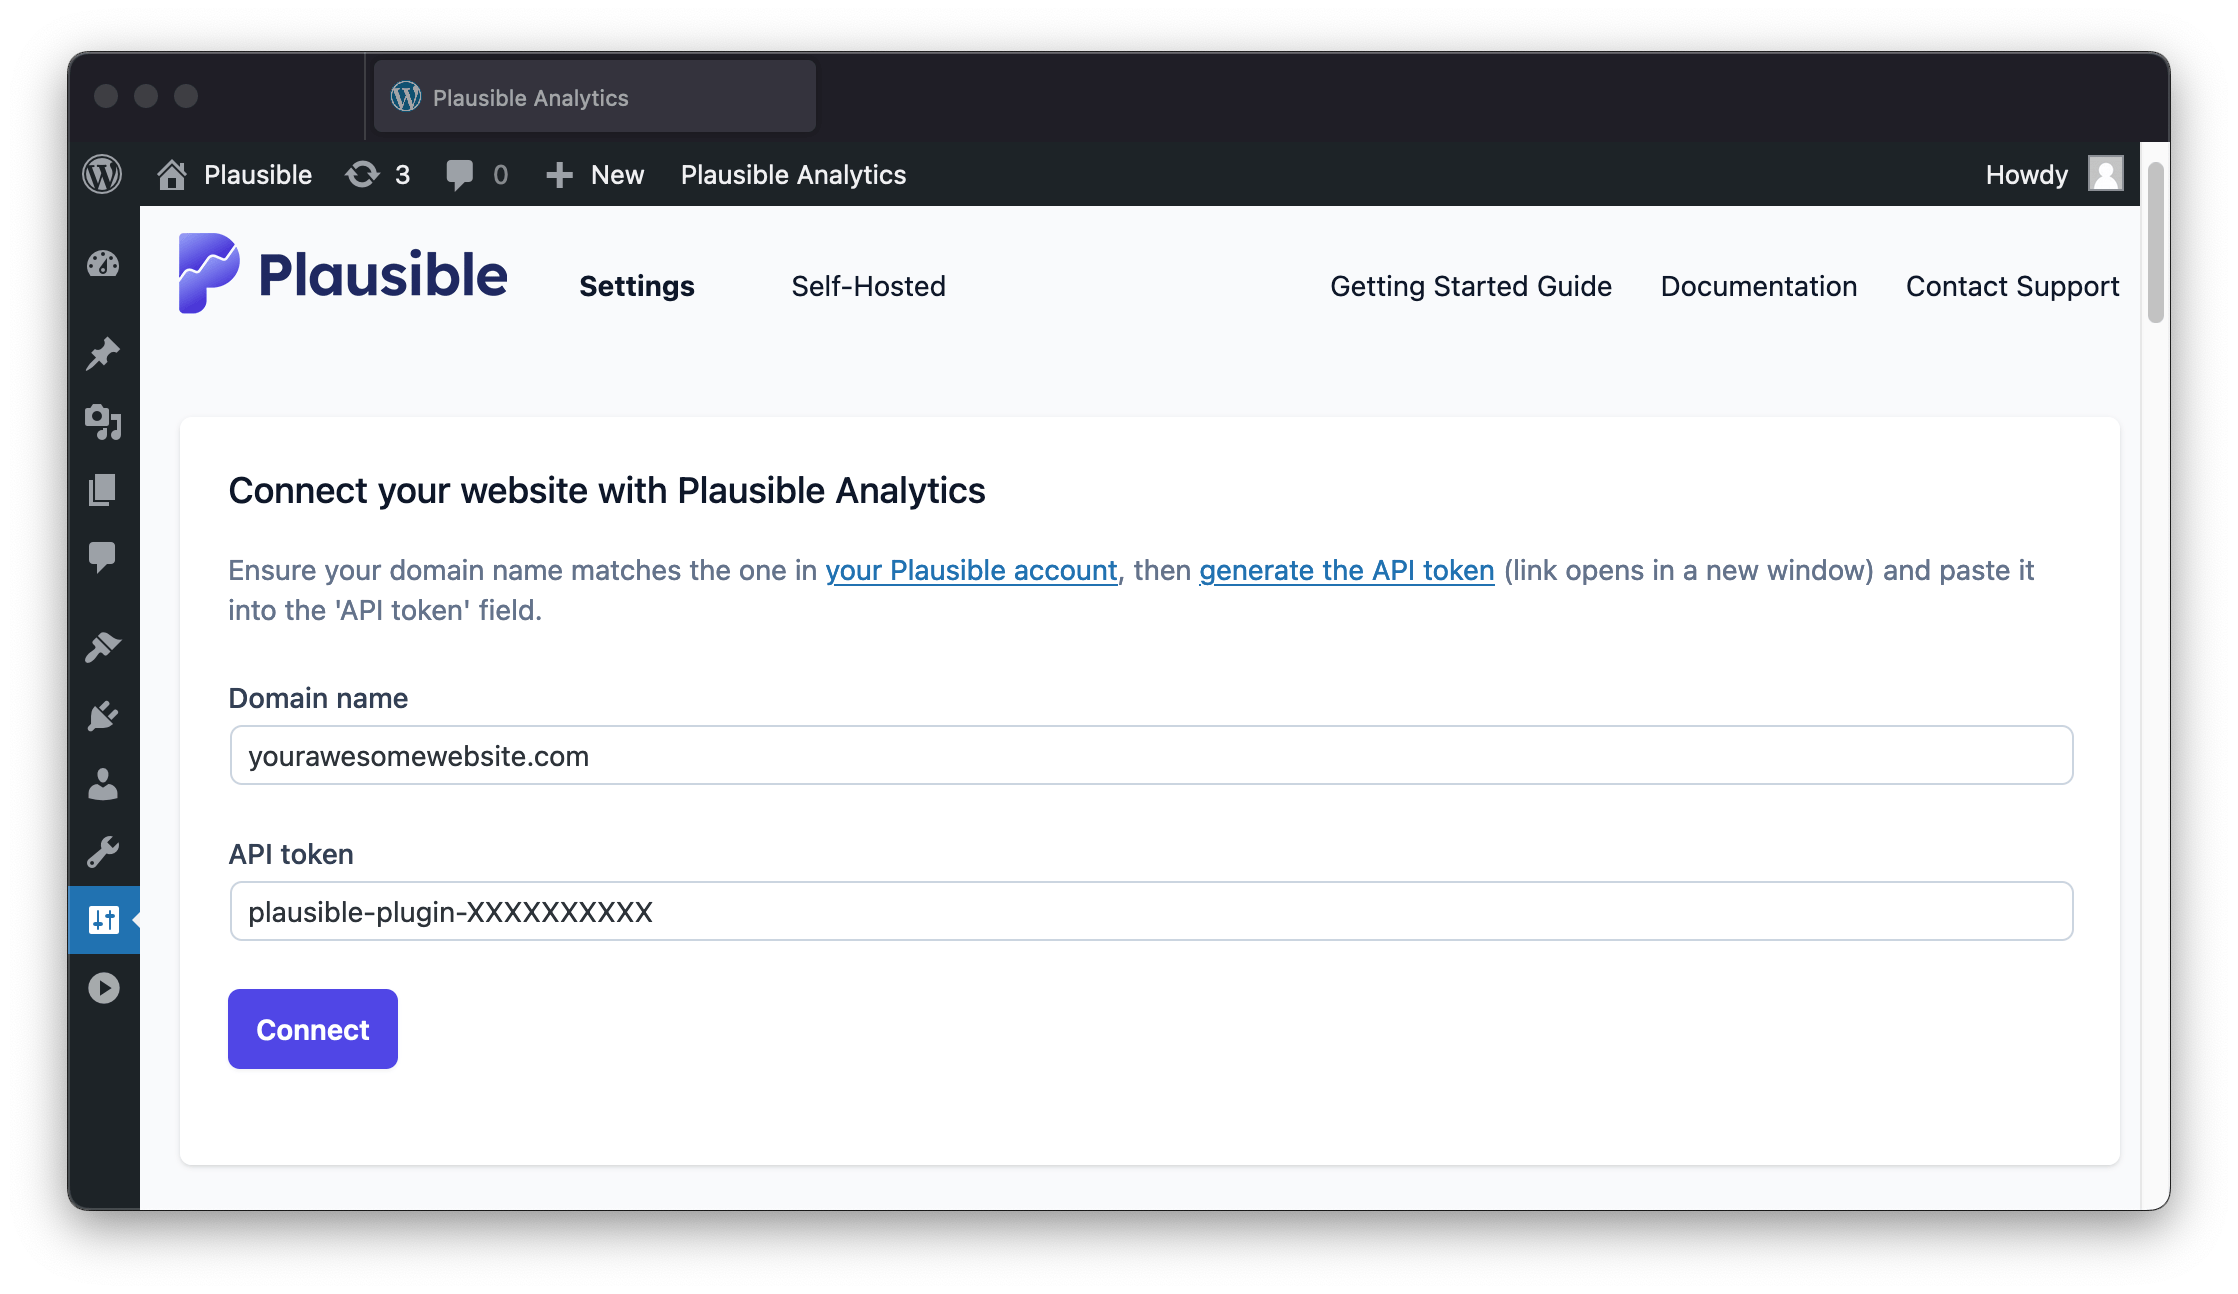 Plausible Analytics
Plausible 3 0 New Plausible Analytics Howdy
Plausible Settings Self-Hosted Getting Started Guide Documentation Contact Support
Connect your website with Plausible Analytics
Ensure your domain name matches the one in your Plausible account, then generate the API token (link opens in a new window) and paste it
into the 'API token' field.
Domain name
yourawesomewebsite.com
API token
plausible-plugin-XXXXXXXXXX
Connect